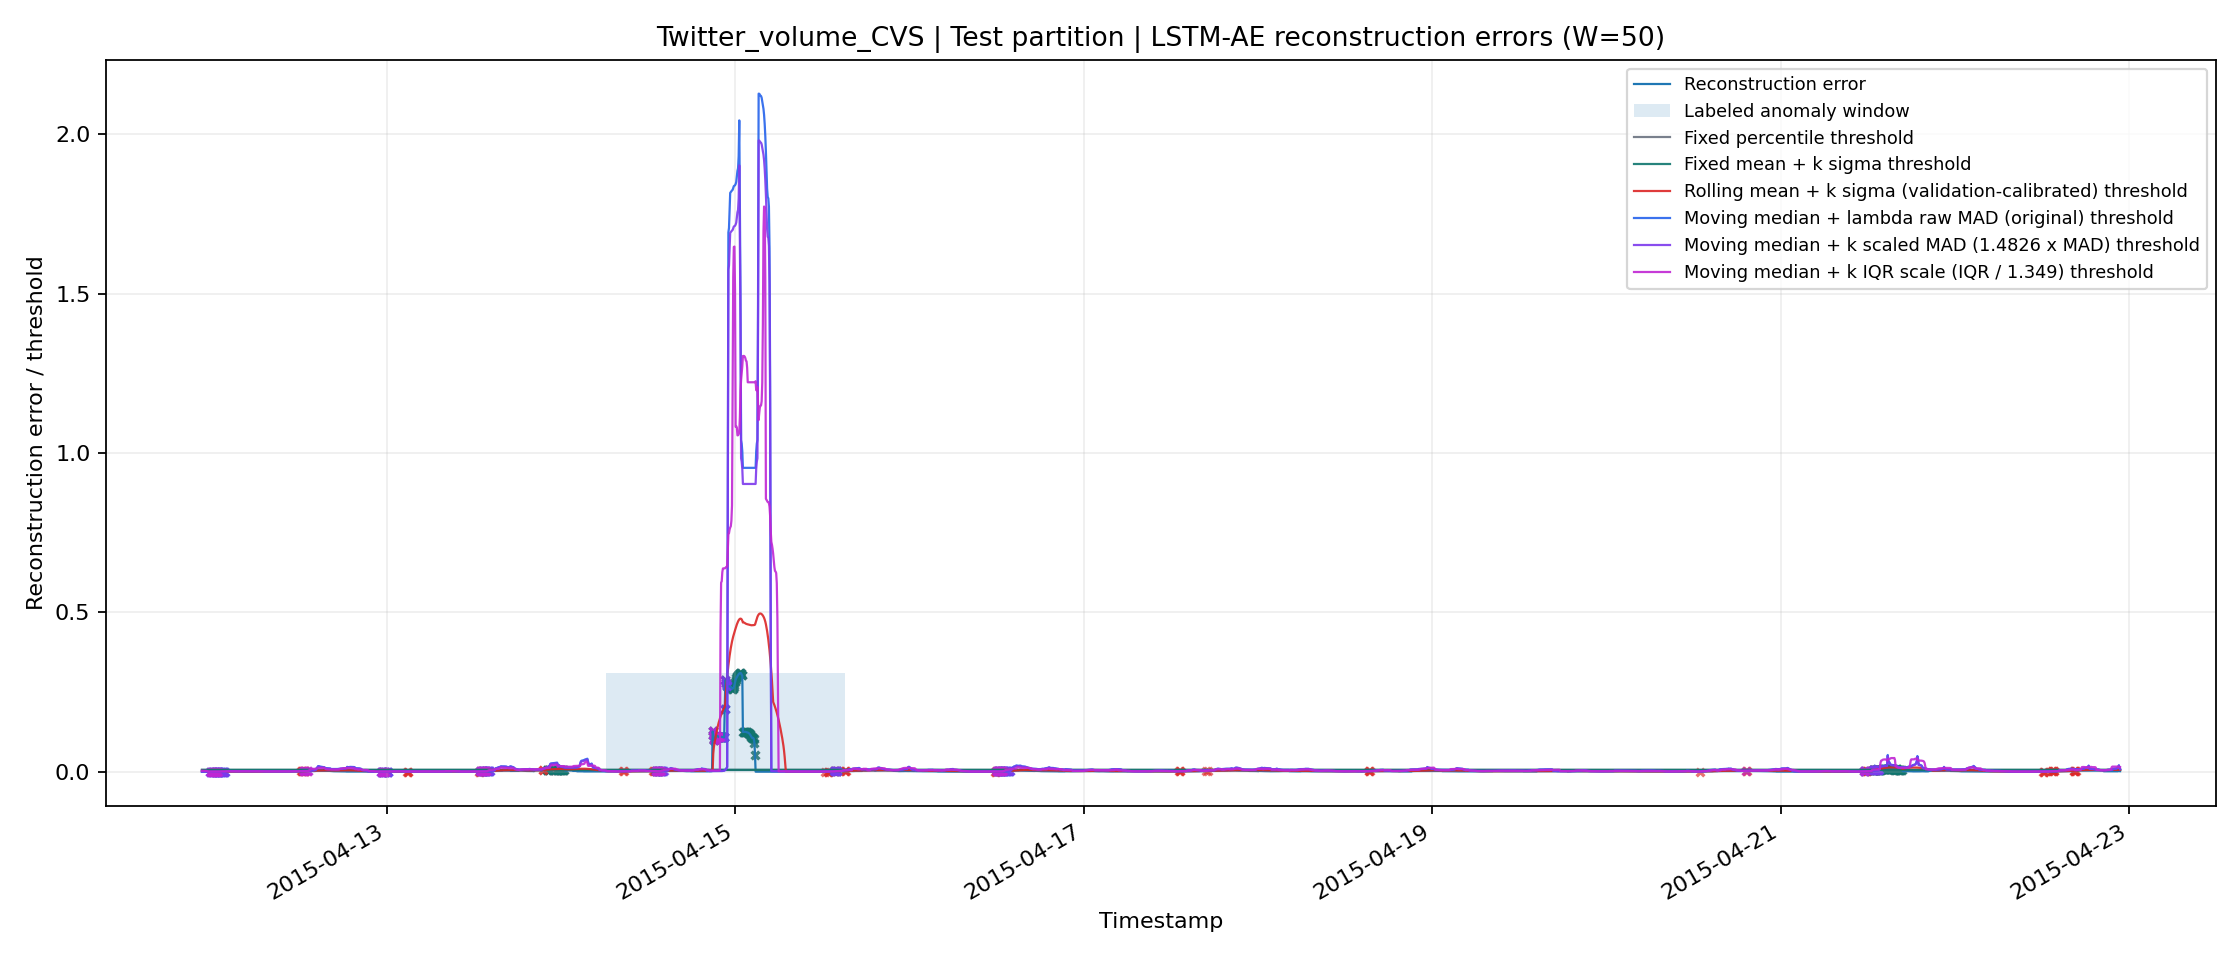 Twitter_volume_CVS | Test partition | LSTM-AE reconstruction errors (W=50)
Reconstruction error
Labeled anomaly window
Fixed percentile threshold
Fixed mean + k sigma threshold
Rolling mean + k sigma (validation-calibrated) threshold
Moving median + lambda raw MAD (original) threshold
Moving median + k scaled MAD (1.4826 x MAD) threshold
Moving median + k IQR scale (IQR / 1.349) threshold
Reconstruction error / threshold
2.0
1.5
1.0
0.5
0.0
2015-04-13
2015-04-15
2015-04-17
2015-04-19
2015-04-21
2015-04-23
Timestamp